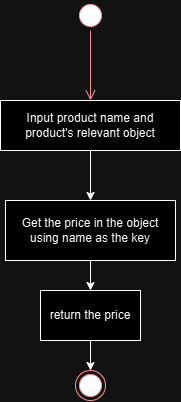 Input product name and
product's relevant object
Get the price in the object
using name as the key
return the price